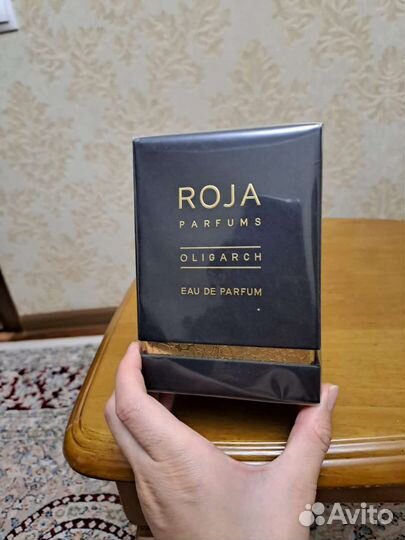 ROJA
PARFUMS
OLIGARCH
EAU DE PARFUM
Avito